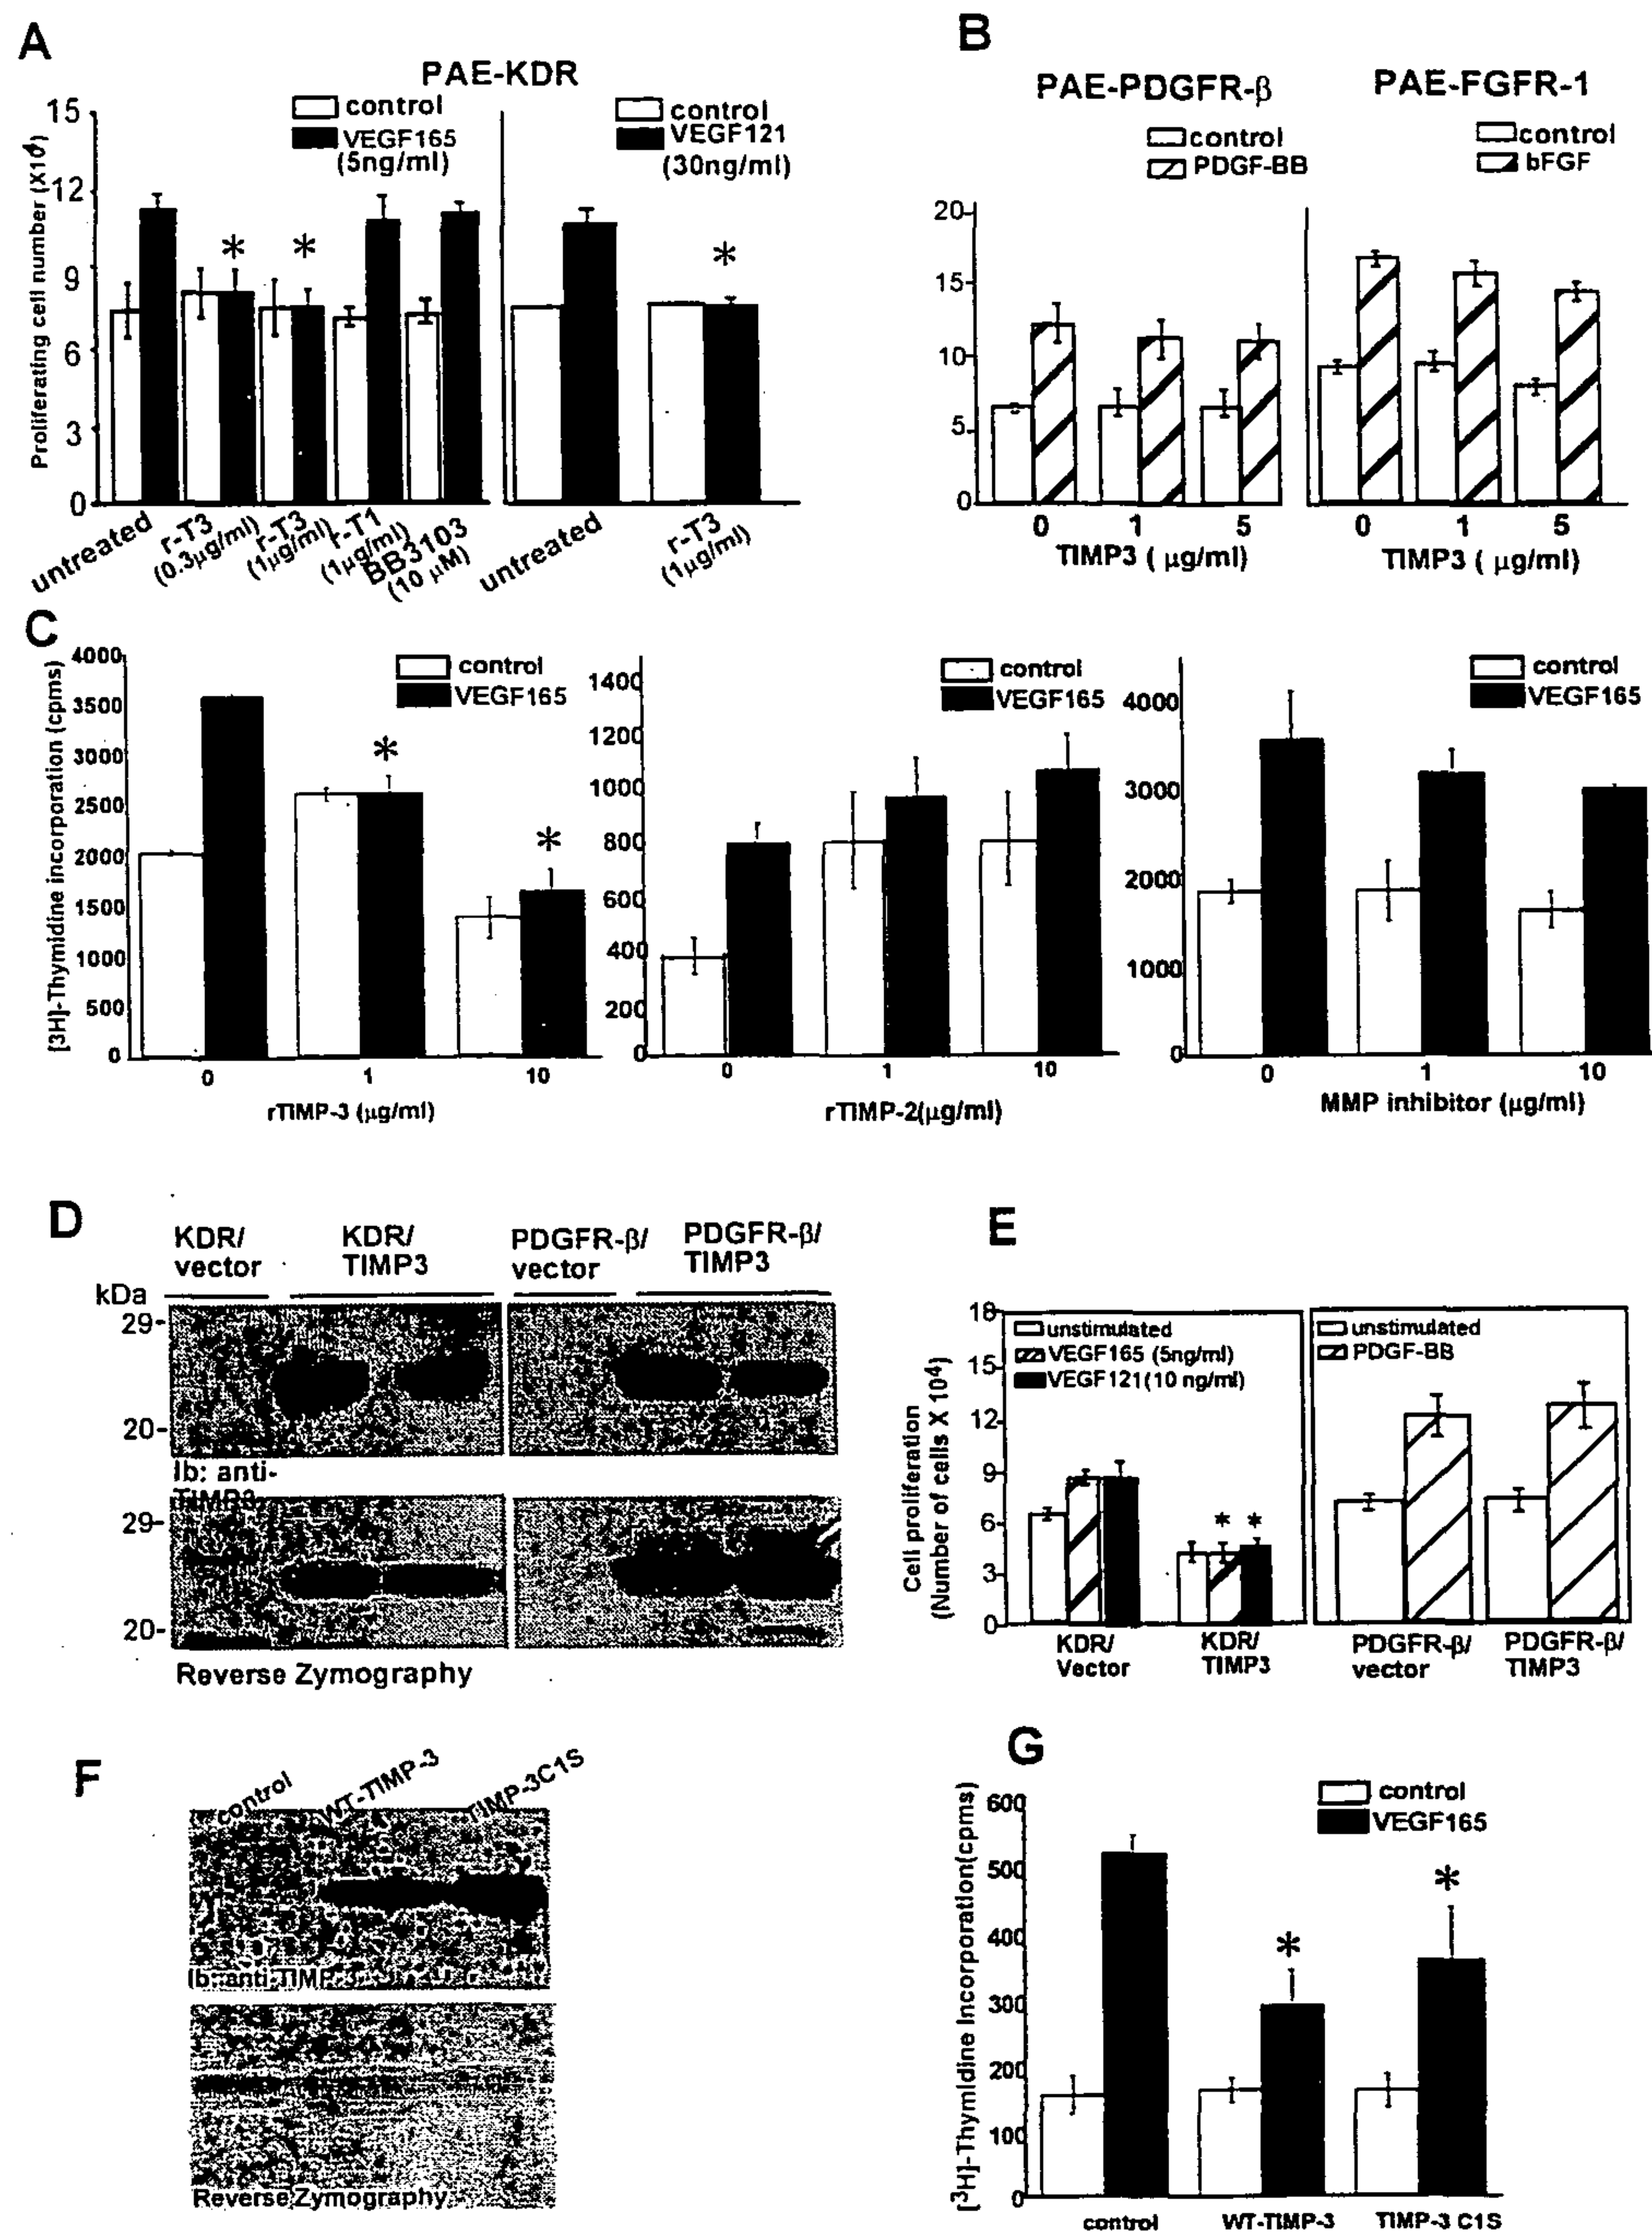 A
PAE-KDR
control
VEGF165
(5ng/ml)
control
VEGF121
(30ng/ml)
Proliferating cell number (X10⁴)
15
12
9
6
3
0
* * *
untreated
r-T3
(0.3µg/ml)
r-T3
(1µg/ml)
r-T1
(1µg/ml)
BB3103
(10 µM)
untreated
r-T3
(1µg/ml)
B
PAE-PDGFR-β
PAE-FGFR-1
control
PDGF-BB
control
bFGF
20
15
10
5
0
0 1 5
TIMP3 ( µg/ml)
0 1 5
TIMP3 ( µg/ml)
C
[3H]-Thymidine incorporation (cpms)
4000
3500
3000
2500
2000
1500
1000
500
0
control
VEGF165
* *
0 1 10
rTIMP-3 (µg/ml)
1400
1200
1000
800
600
400
200
0
control
VEGF165
0 1 10
rTIMP-2(µg/ml)
4000
3000
2000
1000
0
control
VEGF165
0 1 10
MMP inhibitor (µg/ml)
D
KDR/
vector
KDR/
TIMP3
PDGFR-β/
vector
PDGFR-β/
TIMP3
kDa
29-
20-
Ib: anti-
TIMP3
29-
20-
Reverse Zymography
E
Cell proliferation
(Number of cells X 104)
18
15
12
9
6
3
0
unstimulated
VEGF165 (5ng/ml)
VEGF121(10 ng/ml)
* *
unstimulated
PDGF-BB
KDR/
Vector
KDR/
TIMP3
PDGFR-β/
vector
PDGFR-β/
TIMP3
F
control
WT-TIMP-3
TIMP-3C1S
Ib: anti-TIMP-3
Reverse Zymography
G
[³H]-Thymidine Incorporation(cpms)
600
500
400
300
200
100
0
control
VEGF165
* *
control
WT-TIMP-3
TIMP-3 C1S